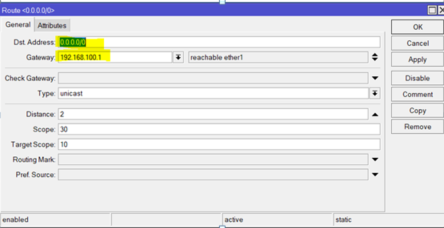 Route <0.0.0.0/0>
General Attributes
OK
Dst. Address: 0.0.0.0/0
Cancel
Gateway: 192.168.100.1 reachable ether1
Apply
Check Gateway:
Disable
Type: unicast
Comment
Copy
Distance: 2
Remove
Scope: 30
Target Scope: 10
Routing Mark:
Pref. Source:
enabled active static